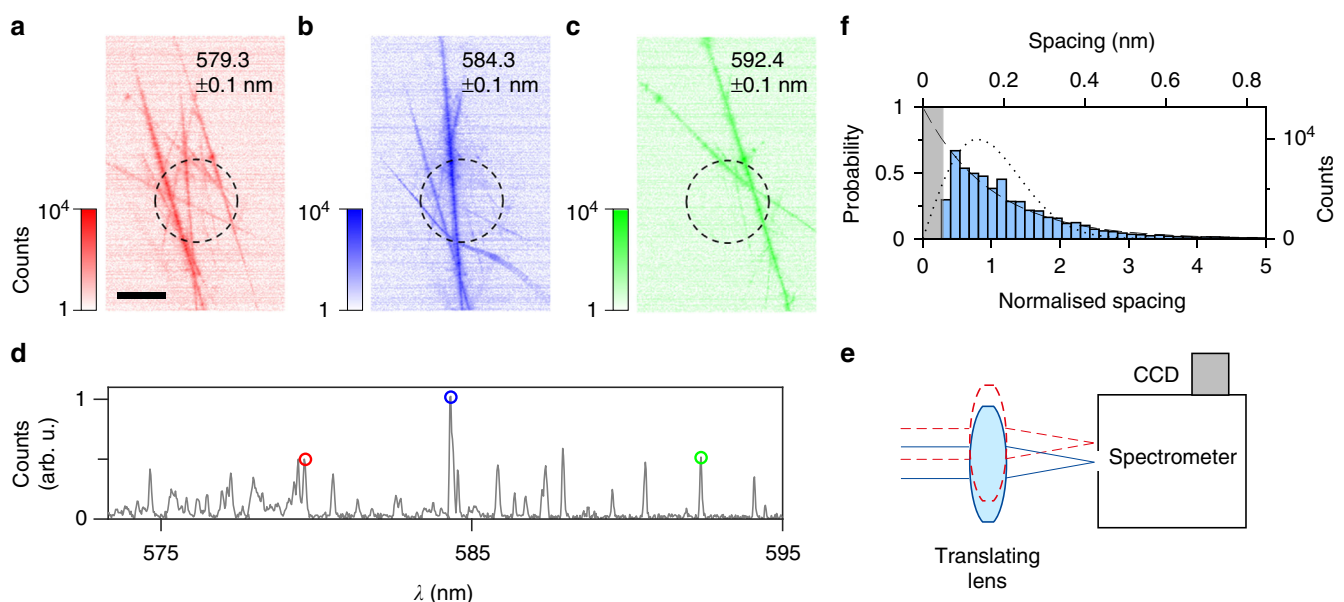 a
579.3
±0.1 nm
10⁴
Counts
1
b
584.3
±0.1 nm
10⁴
1
c
592.4
±0.1 nm
10⁴
1
d
Counts
(arb. u.)
1
0
575
585
595
λ (nm)
f
Spacing (nm)
0 0.2 0.4 0.6 0.8
Probability
1
0.5
0
10⁴
0
Counts
0 1 2 3 4 5
Normalised spacing
e
CCD
Spectrometer
Translating
lens